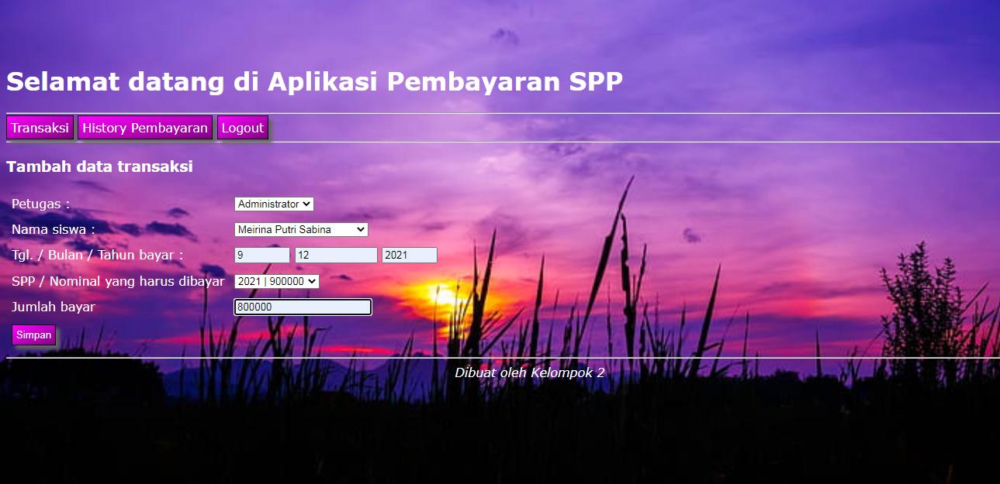 Selamat datang di Aplikasi Pembayaran SPP
Transaksi History Pembayaran Logout
Tambah data transaksi
Petugas : Administrator
Nama siswa : Meirina Putri Sabina
Tgl. / Bulan / Tahun bayar : 9 12 2021
SPP / Nominal yang harus dibayar 2021 | 900000
Jumlah bayar 800000
Simpan
Dibuat oleh Kelompok 2